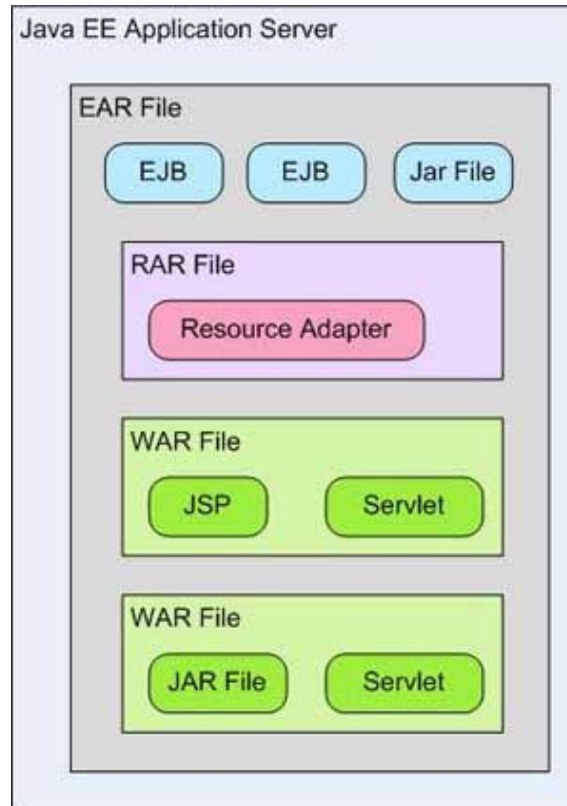 Java EE Application Server
EAR File
EJB
EJB
Jar File
RAR File
Resource Adapter
WAR File
JSP
Servlet
WAR File
JAR File
Servlet